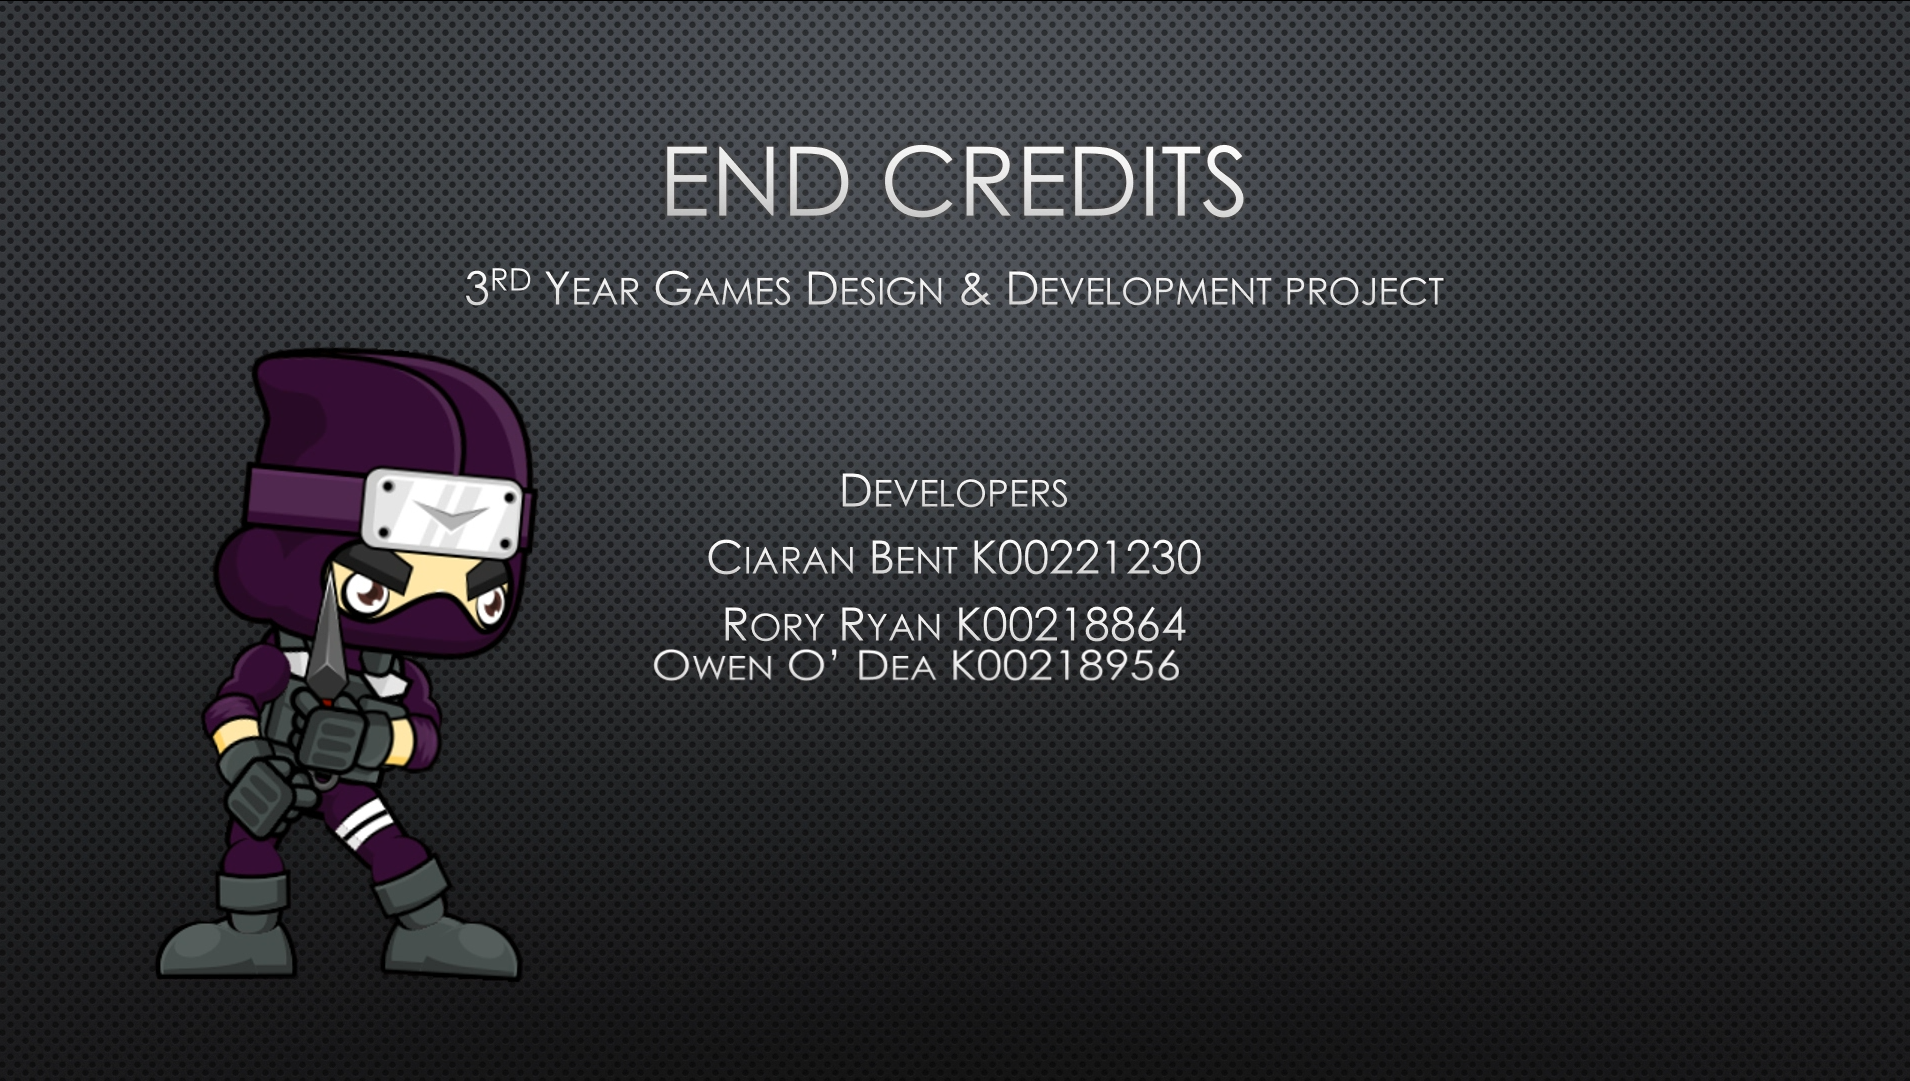 END CREDITS
3RD YEAR GAMES DESIGN & DEVELOPMENT PROJECT
DEVELOPERS
CIARAN BENT K00221230
RORY RYAN K00218864
OWEN O' DEA K00218956